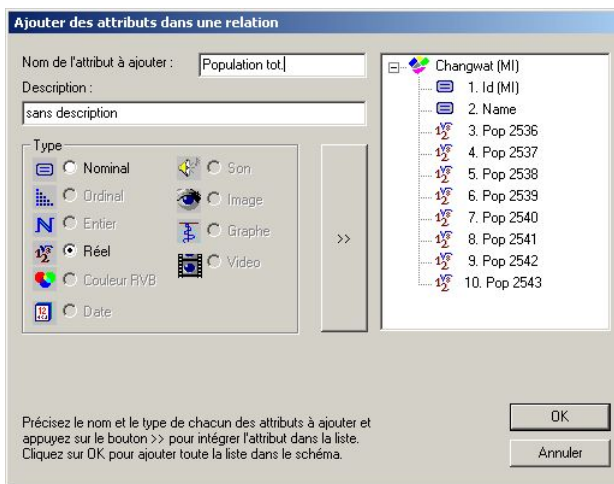 Ajouter des attributs dans une relation
Nom de l'attribut à ajouter :
Population tot.
Description :
sans description
Type
Nominal
Ordinal
Entier
Réel
Couleur RVB
Date
Son
Image
Graphe
Video
>>
Changwat (MI)
1. Id (MI)
2. Name
3. Pop 2536
4. Pop 2537
5. Pop 2538
6. Pop 2539
7. Pop 2540
8. Pop 2541
9. Pop 2542
10. Pop 2543
Précisez le nom et le type de chacun des attributs à ajouter et
appuyez sur le bouton >> pour intégrer l'attribut dans la liste.
Cliquez sur OK pour ajouter toute la liste dans le schéma.
OK
Annuler